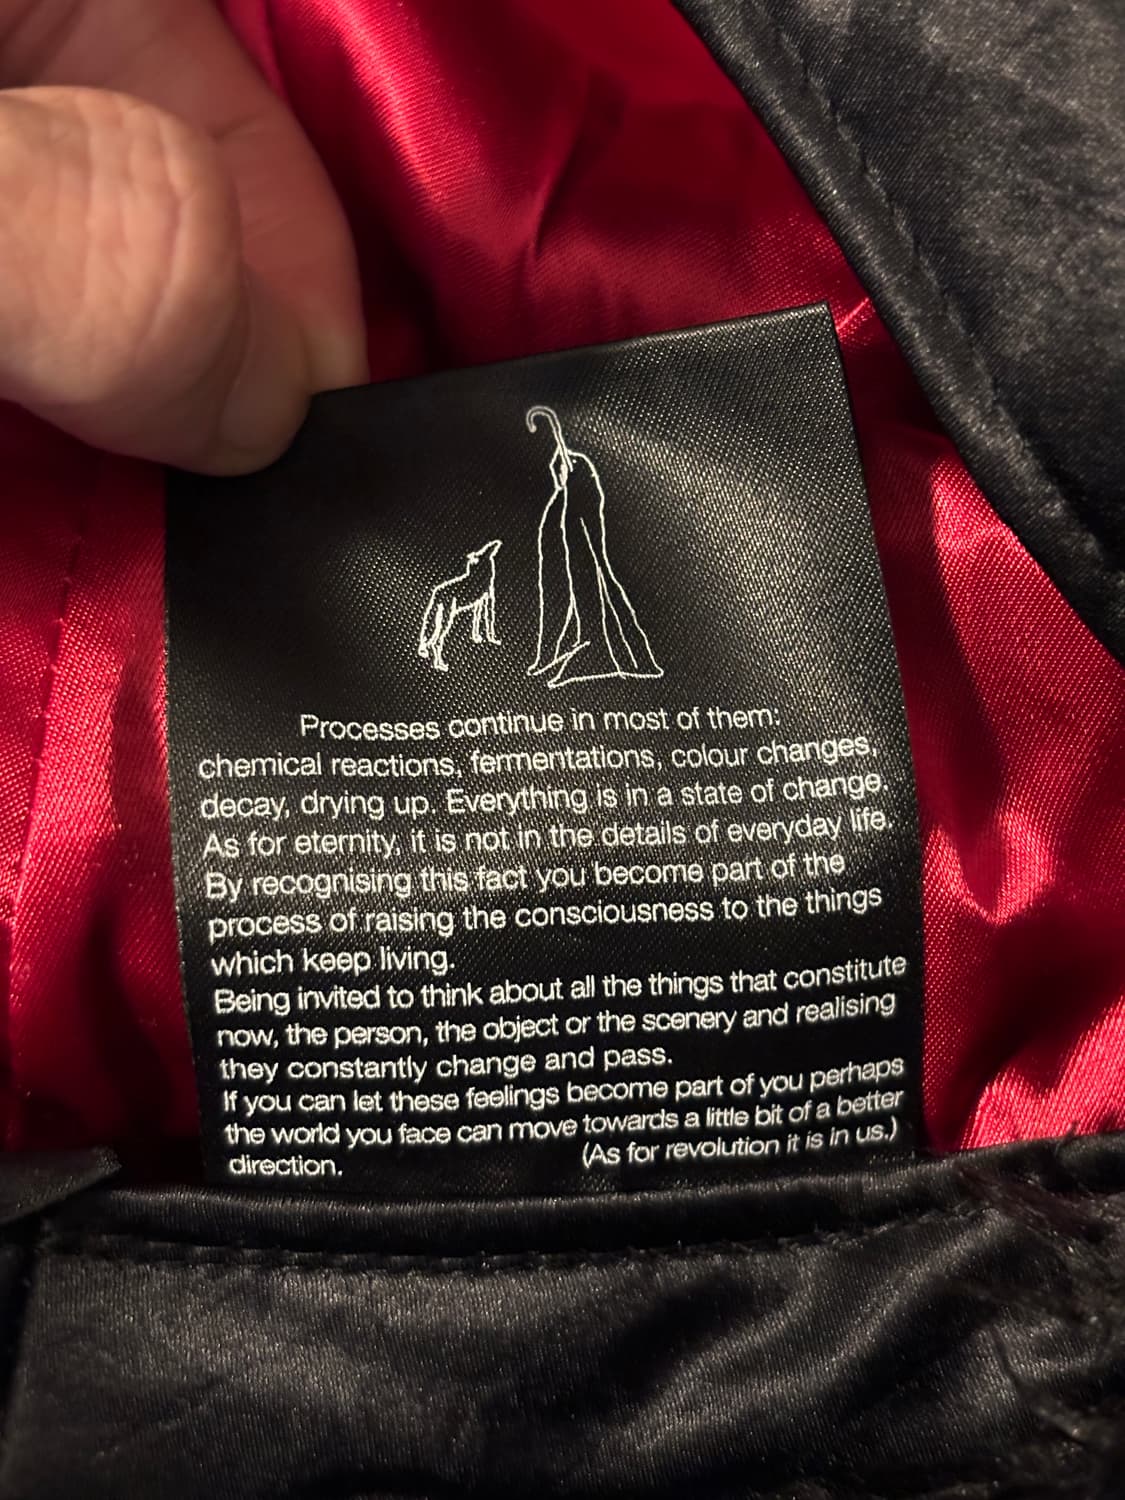 Processes continue in most of them:
chemical reactions, fermentations, colour changes,
decay, drying up. Everything is in a state of change.
As for eternity, it is not in the details of everyday life.
By recognising this fact you become part of the
process of raising the consciousness to the things
which keep living.
Being invited to think about all the things that constitute
now, the person, the object or the scenery and realising
they constantly change and pass.
If you can let these feelings become part of you perhaps
the world you face can move towards a little bit of a better
direction. (As for revolution it is in us.)